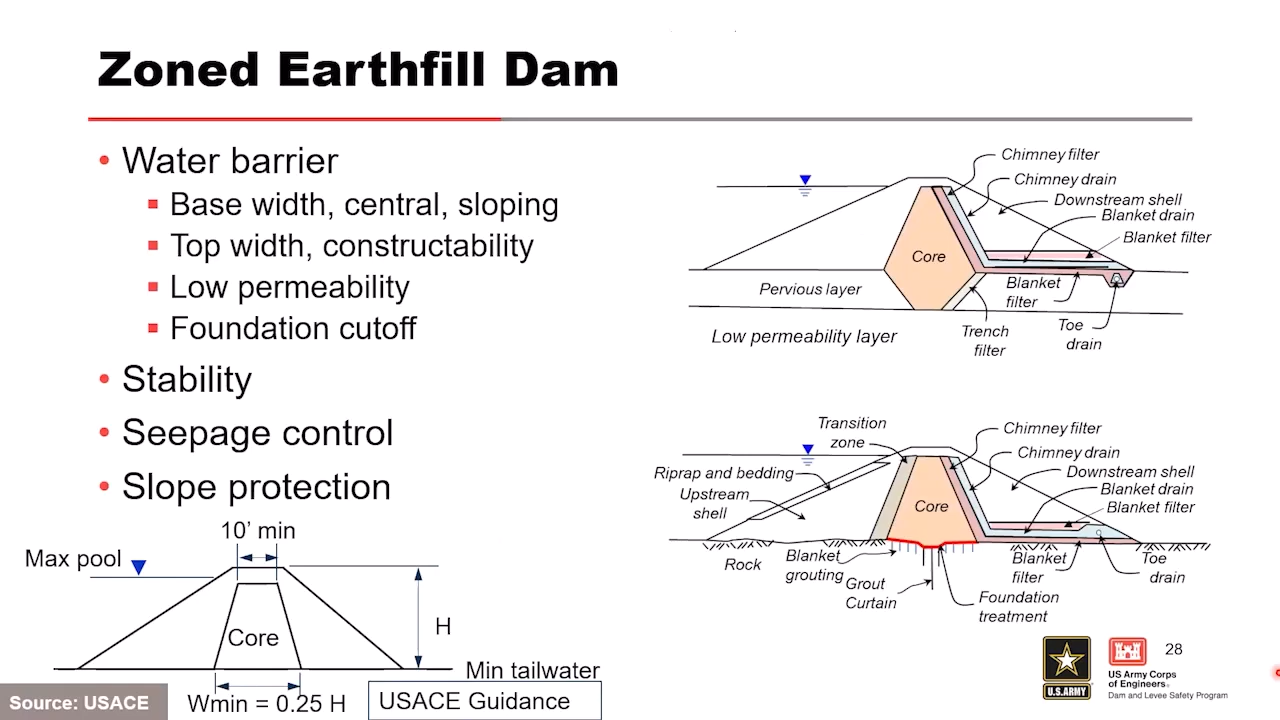 Zoned Earthfill Dam
• Water barrier
▪ Base width, central, sloping
▪ Top width, constructability
▪ Low permeability
▪ Foundation cutoff
• Stability
• Seepage control
• Slope protection
10' min
Max pool
Core
H
Min tailwater
Wmin = 0.25 H
USACE Guidance
Source: USACE
Chimney filter
Chimney drain
Downstream shell
Blanket drain
Blanket filter
Core
Pervious layer
Blanket
filter
Toe
drain
Trench
filter
Low permeability layer
Transition
zone
Chimney filter
Chimney drain
Riprap and bedding
Downstream shell
Upstream
shell
Blanket drain
Blanket filter
Core
Rock
Blanket
grouting
Grout
Curtain
Blanket
filter
Toe
drain
Foundation
treatment
U.S.ARMY
US Army Corps
of Engineers®
Dam and Levee Safety Program
28